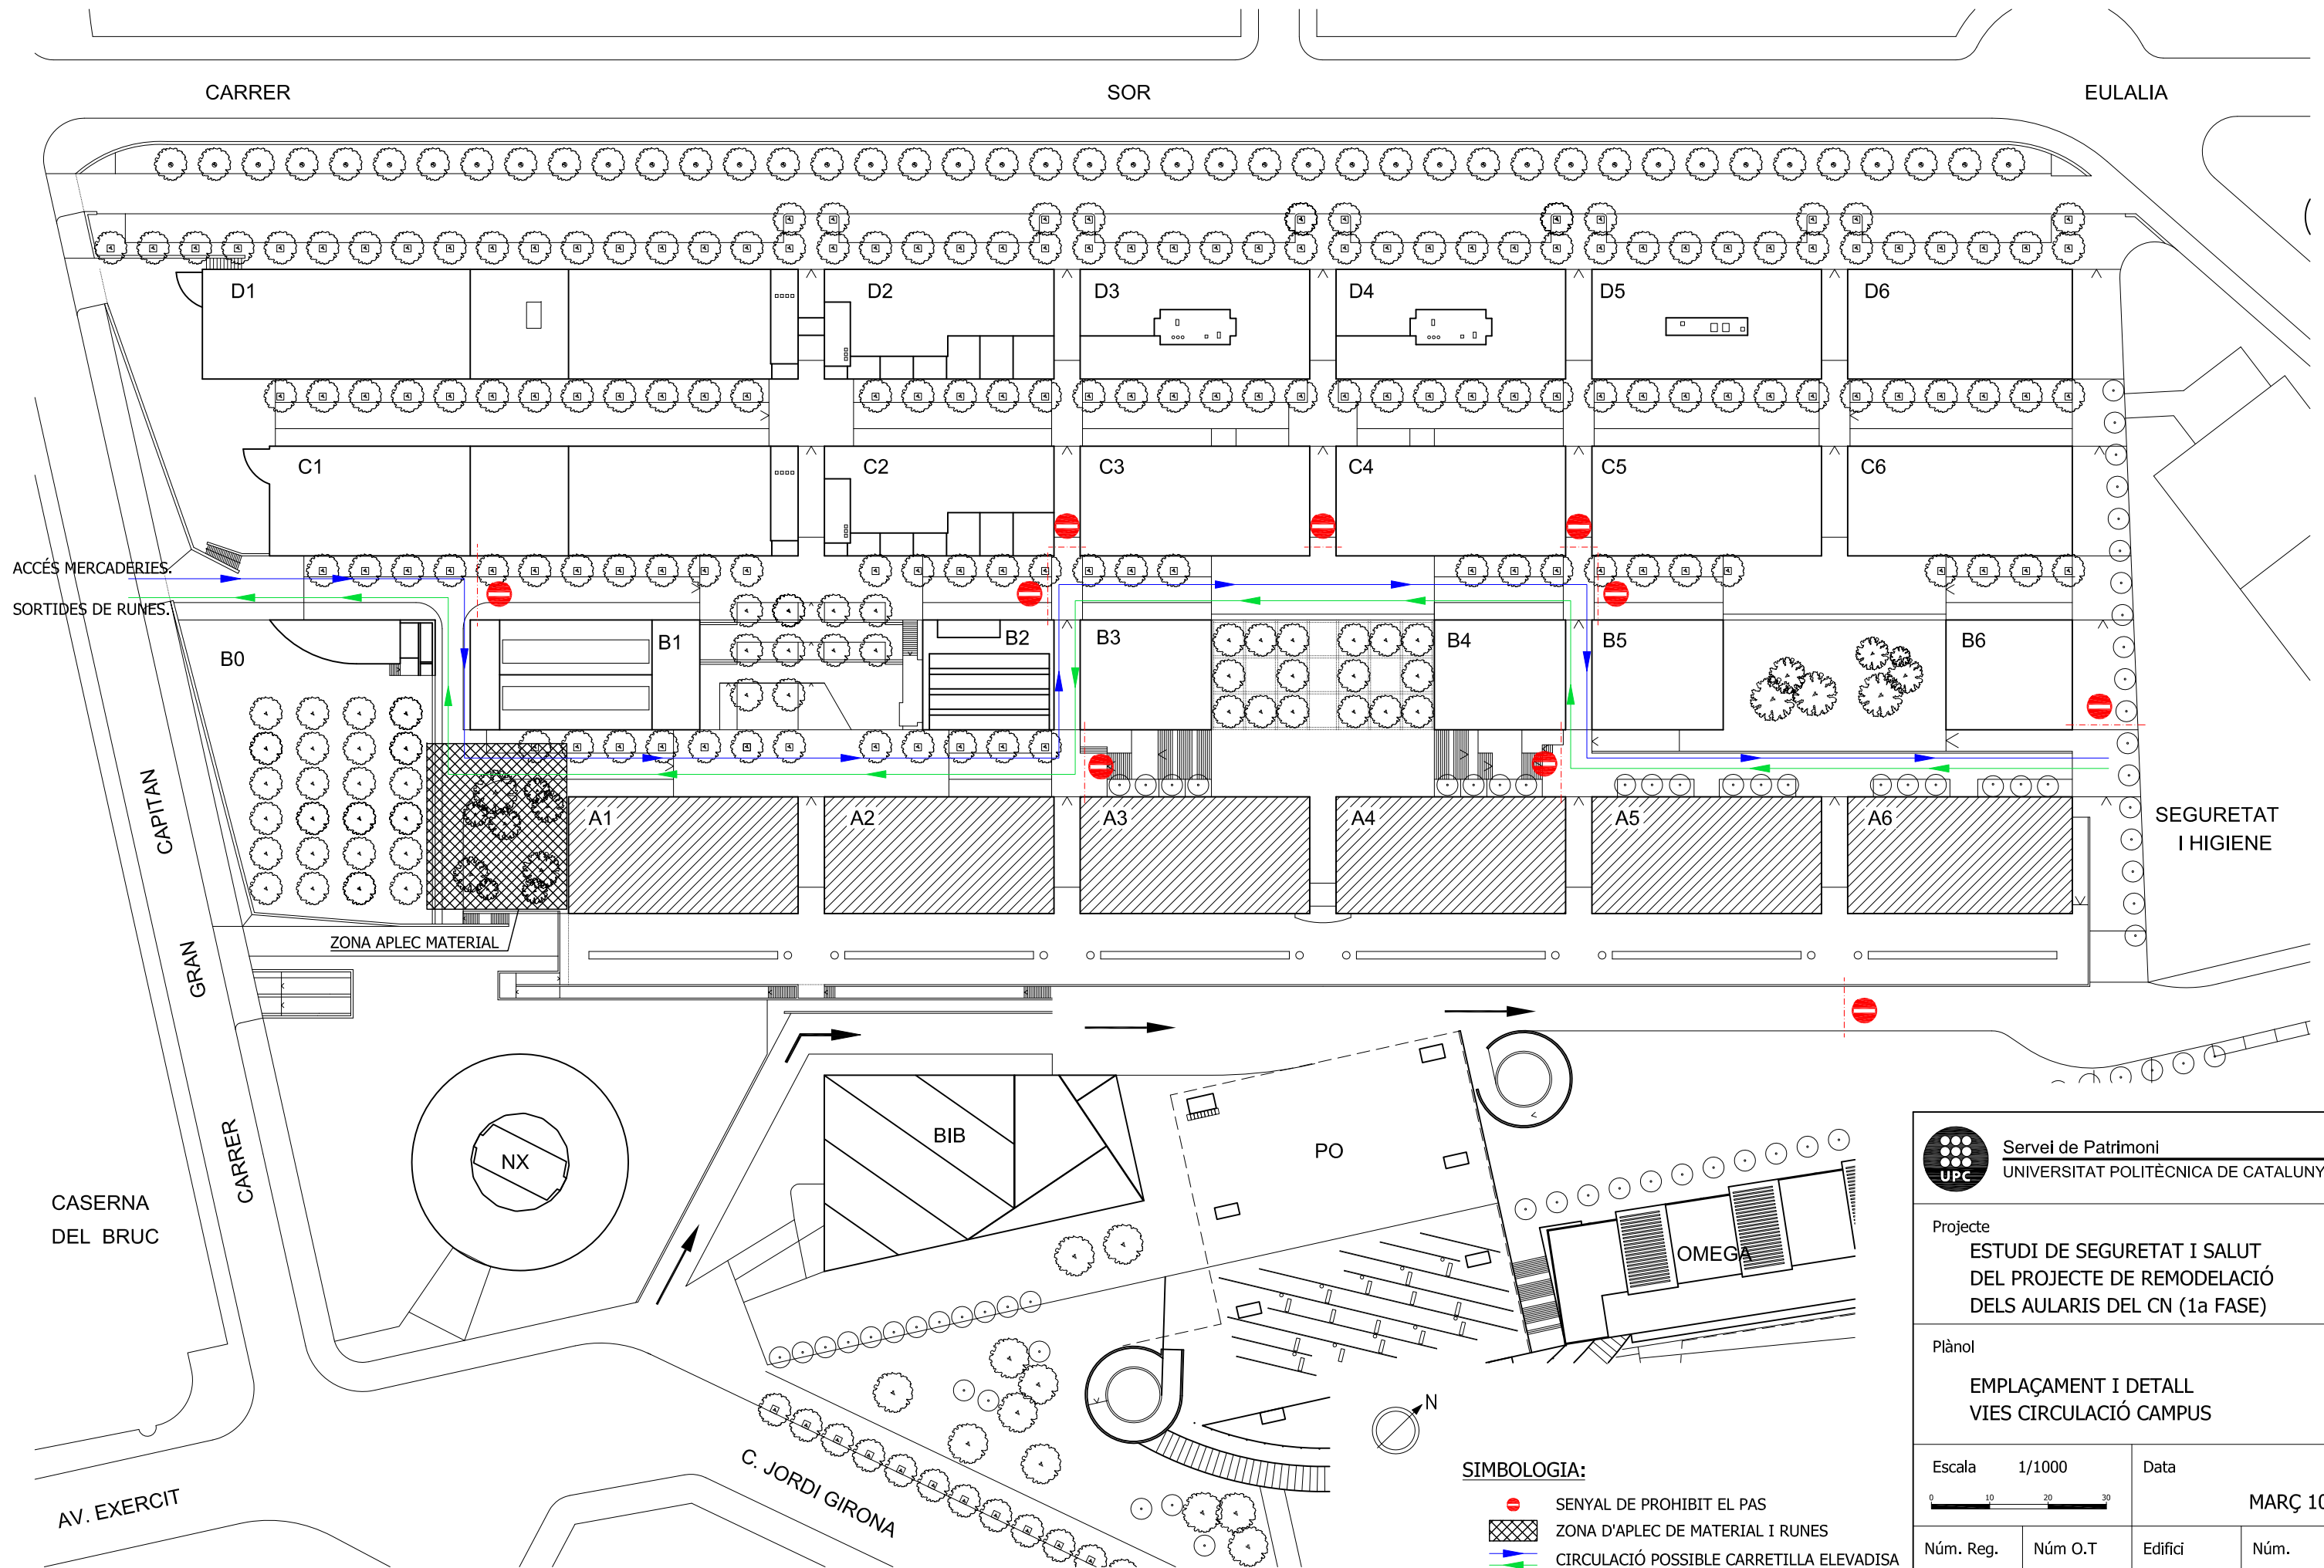 CARRER SOR EULALIA
D1 D2 D3 D4 D5 D6
C1 C2 C3 C4 C5 C6
ACCÉS MERCADERIES.
SORTIDES DE RUNES.
B0 B1 B2 B3 B4 B5 B6
A1 A2 A3 A4 A5 A6
SEGURETAT
I HIGIENE
ZONA APLEC MATERIAL
CARRER GRAN CAPITAN
NX
BIB
PO
OMEGA
CASERNA
DEL BRUC
AV. EXERCIT
C. JORDI GIRONA
N
SIMBOLOGIA:
SENYAL DE PROHIBIT EL PAS
ZONA D'APLEC DE MATERIAL I RUNES
CIRCULACIÓ POSSIBLE CARRETILLA ELEVADISA
UPC
Servei de Patrimoni
UNIVERSITAT POLITÈCNICA DE CATALUNY
Projecte
ESTUDI DE SEGURETAT I SALUT
DEL PROJECTE DE REMODELACIÓ
DELS AULARIS DEL CN (1a FASE)
Plànol
EMPLAÇAMENT I DETALL
VIES CIRCULACIÓ CAMPUS
Escala 1/1000 Data
0 10 20 30
MARÇ 10
Núm. Reg. Núm O.T Edifici Núm.